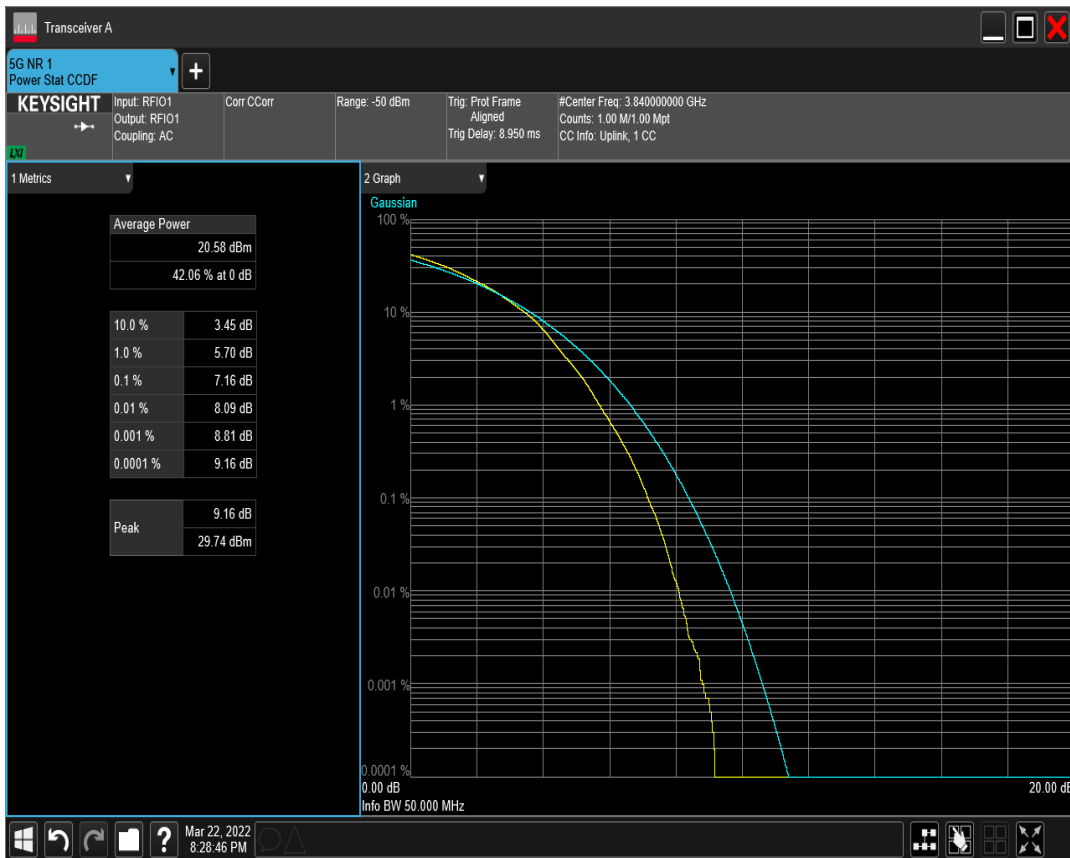 Transceiver A
5G NR 1
Power Stat CCDF
+
KEYSIGHT
LXI
Input: RFIO1
Output: RFIO1
Coupling: AC
Corr CCorr
Range: -50 dBm
Trig: Prot Frame
Aligned
Trig Delay: 8.950 ms
#Center Freq: 3.840000000 GHz
Counts: 1.00 M/1.00 Mpt
CC Info: Uplink, 1 CC
1 Metrics
Average Power
20.58 dBm
42.06 % at 0 dB
10.0 % 3.45 dB
1.0 % 5.70 dB
0.1 % 7.16 dB
0.01 % 8.09 dB
0.001 % 8.81 dB
0.0001 % 9.16 dB
Peak
9.16 dB
29.74 dBm
2 Graph
Gaussian
100 %
10 %
1 %
0.1 %
0.01 %
0.001 %
0.0001 %
0.00 dB 20.00 dB
Info BW 50.000 MHz
?
Mar 22, 2022
8:28:46 PM